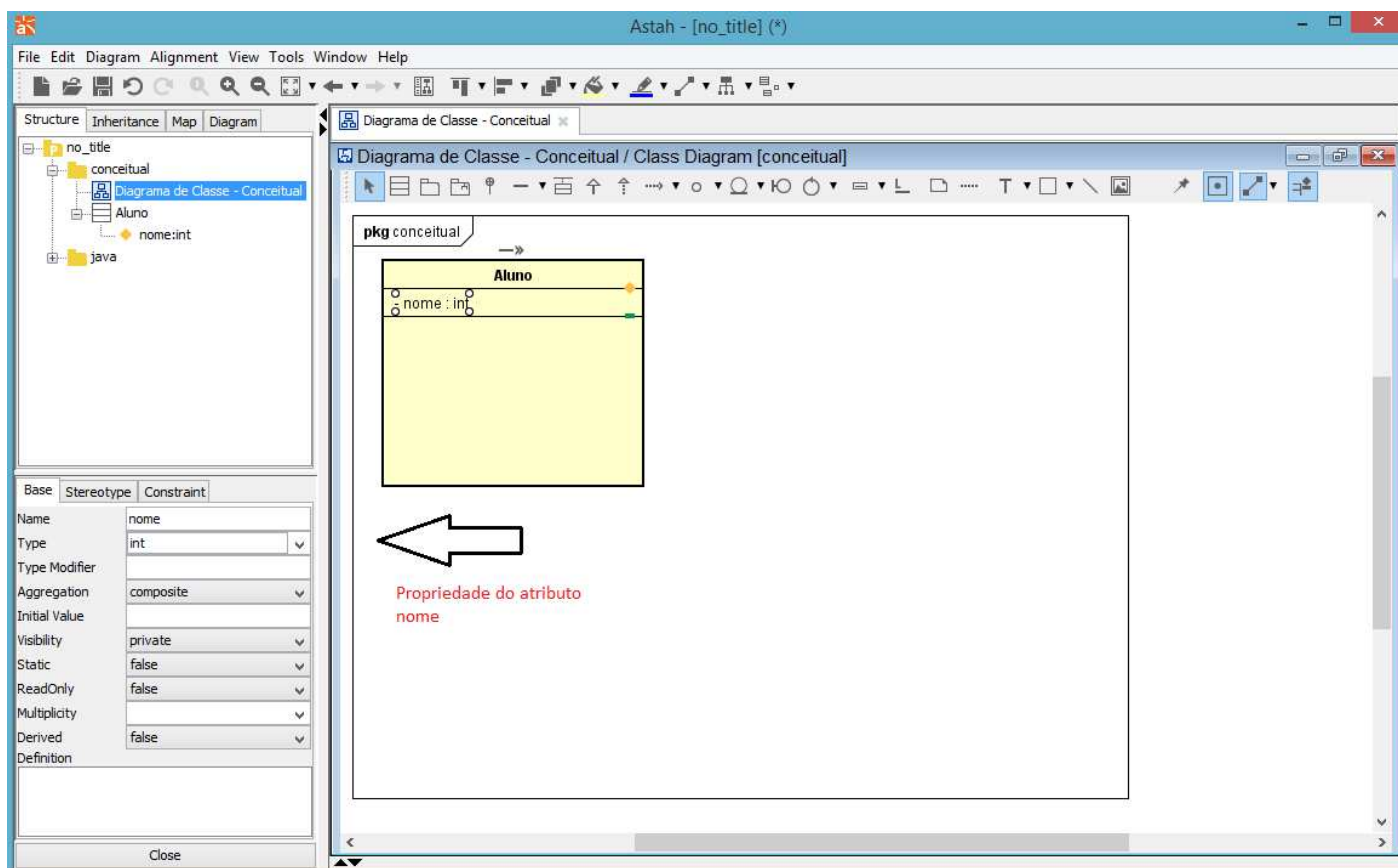 Astah - [no_title] (*)
File Edit Diagram Alignment View Tools Window Help
Structure Inheritance Map Diagram
no_title
conceitual
Diagrama de Classe - Conceitual
Aluno
nome:int
java
Base Stereotype Constraint
Name nome
Type int
Type Modifier
Aggregation composite
Initial Value
Visibility private
Static false
ReadOnly false
Multiplicity
Derived false
Definition
Close
Diagrama de Classe - Conceitual
Diagrama de Classe - Conceitual / Class Diagram [conceitual]
pkg conceitual
Aluno
- nome : int
Propriedade do atributo
nome